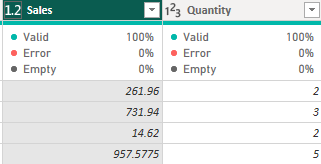 1.2 Sales 1²3 Quantity
Valid 100% Valid 100%
Error 0% Error 0%
Empty 0% Empty 0%
261.96 2
731.94 3
14.62 2
957.5775 5